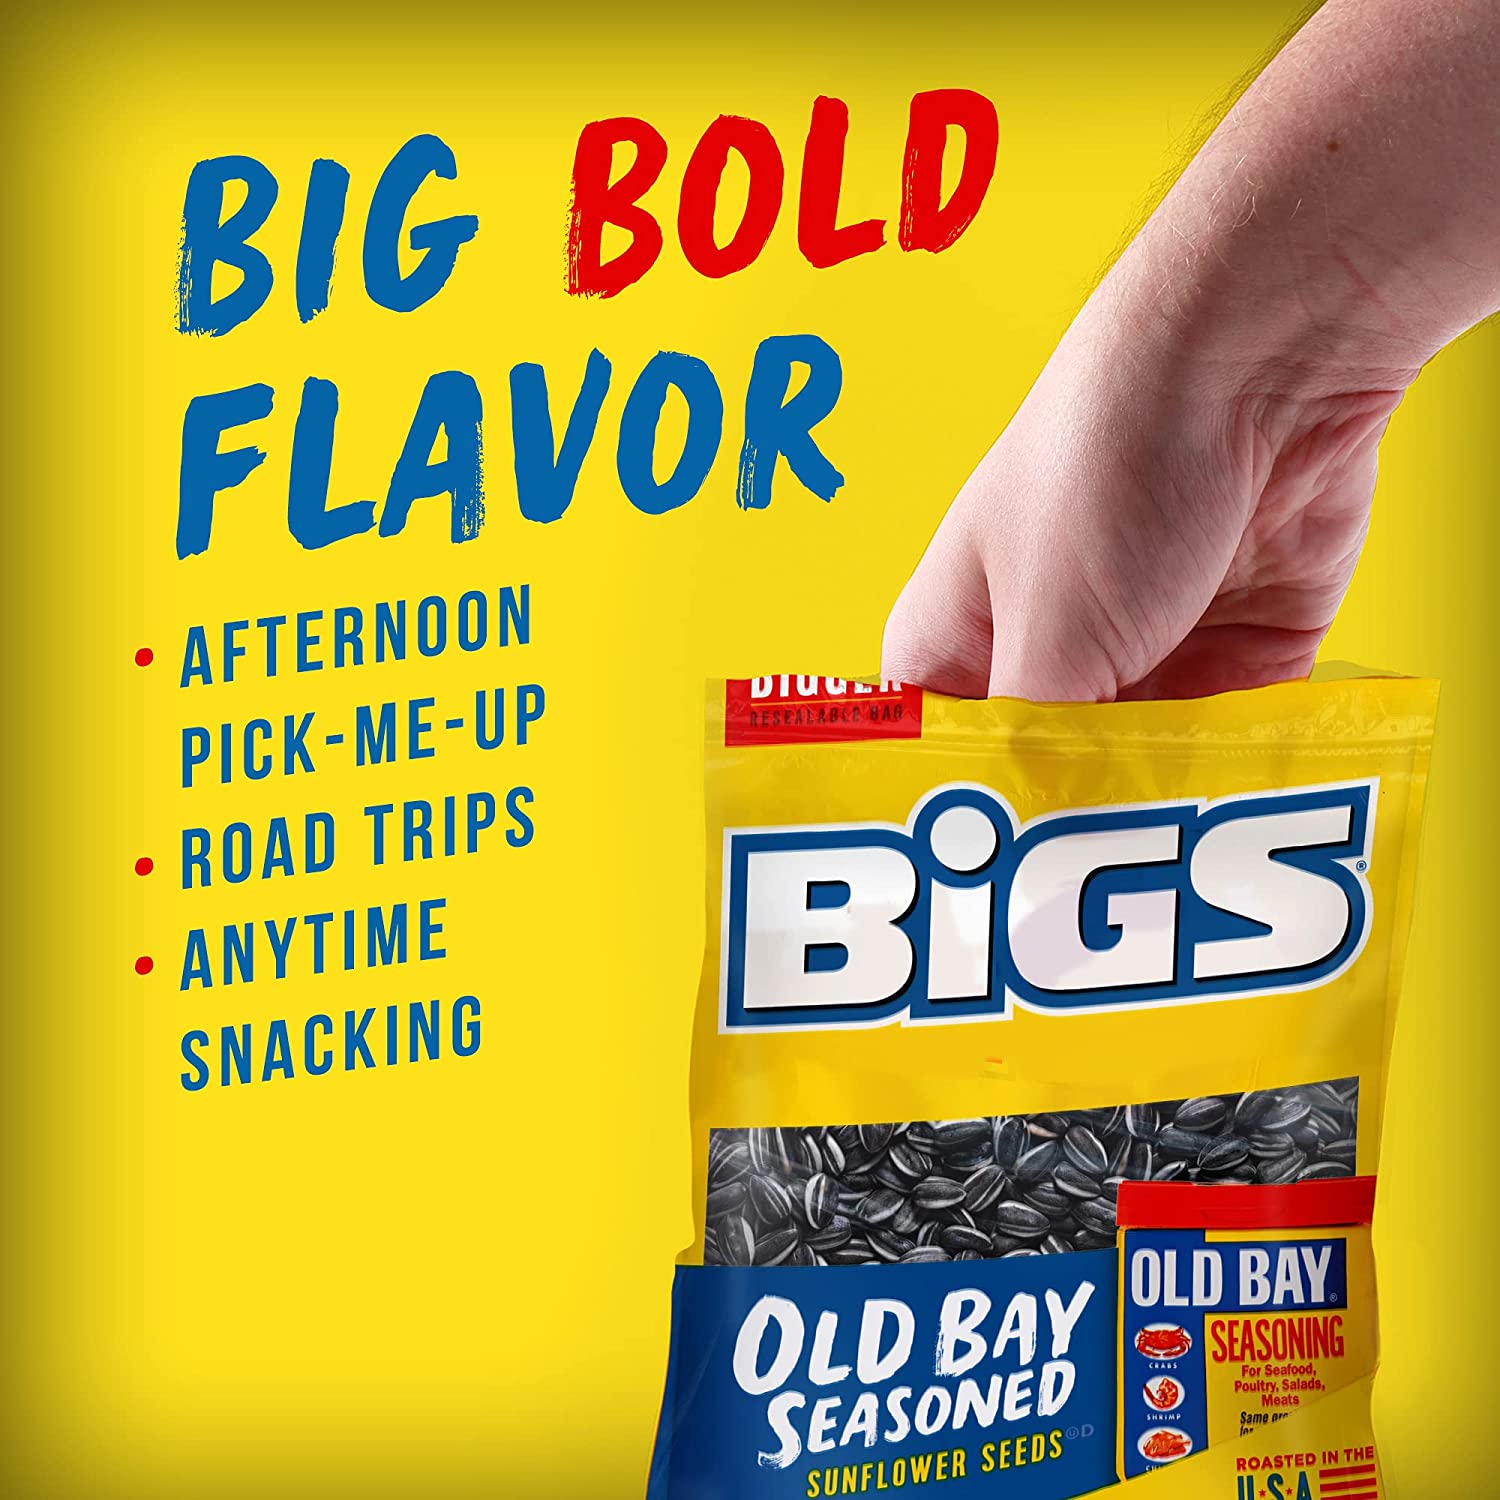 BIG BOLD
FLAVOR
• AFTERNOON
PICK-ME-UP
• ROAD TRIPS
• ANYTIME
SNACKING
BIGGER
RESEALABLE BAG
BiGS®
OLD BAY
SEASONED
SUNFLOWER SEEDS
OLD BAY®
SEASONING
For Seafood,
Poultry, Salads,
Meats
CRABS
SHRIMP
ROASTED IN THE
U.S.A